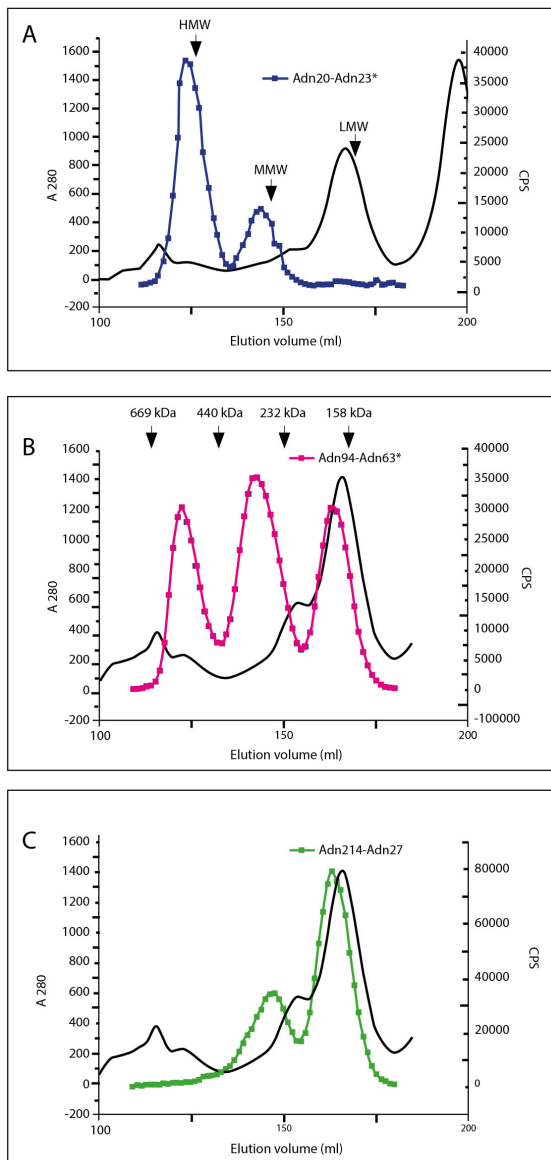 A
HMW
Adn20-Adn23*
LMW
MMW
1600
1400
1200
1000
800
600
400
200
0
-200
A 280
40000
35000
30000
25000
20000
15000
10000
5000
0
CPS
100
150
200
Elution volume (ml)
669 kDa
440 kDa
232 kDa
158 kDa
B
Adn94-Adn63*
1600
1400
1200
1000
800
600
400
200
0
-200
A 280
40000
35000
30000
25000
20000
15000
10000
5000
0
-100000
CPS
100
150
200
Elution volume (ml)
C
Adn214-Adn27
1600
1400
1200
1000
800
600
400
200
0
-200
A 280
80000
60000
40000
20000
0
CPS
100
150
200
Elution volume (ml)